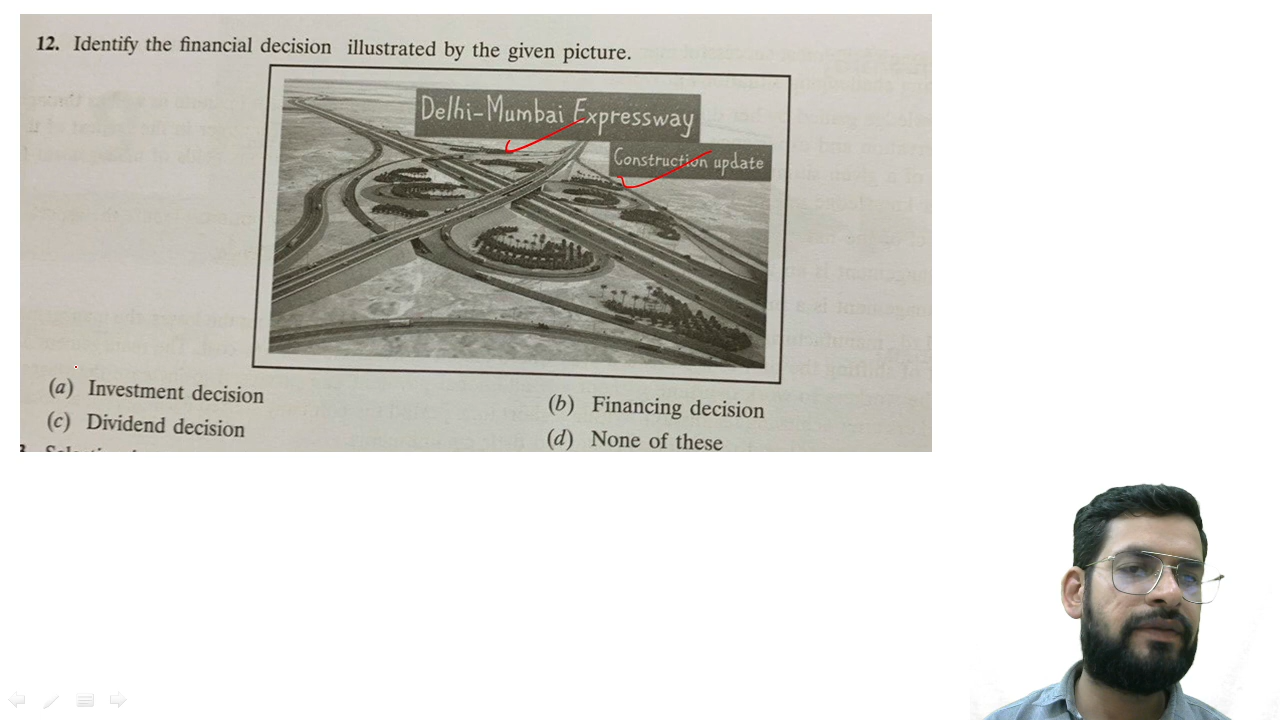 12. Identify the financial decision illustrated by the given picture.
Delhi-Mumbai Expressway
Construction update
(a) Investment decision
(b) Financing decision
(c) Dividend decision
(d) None of these